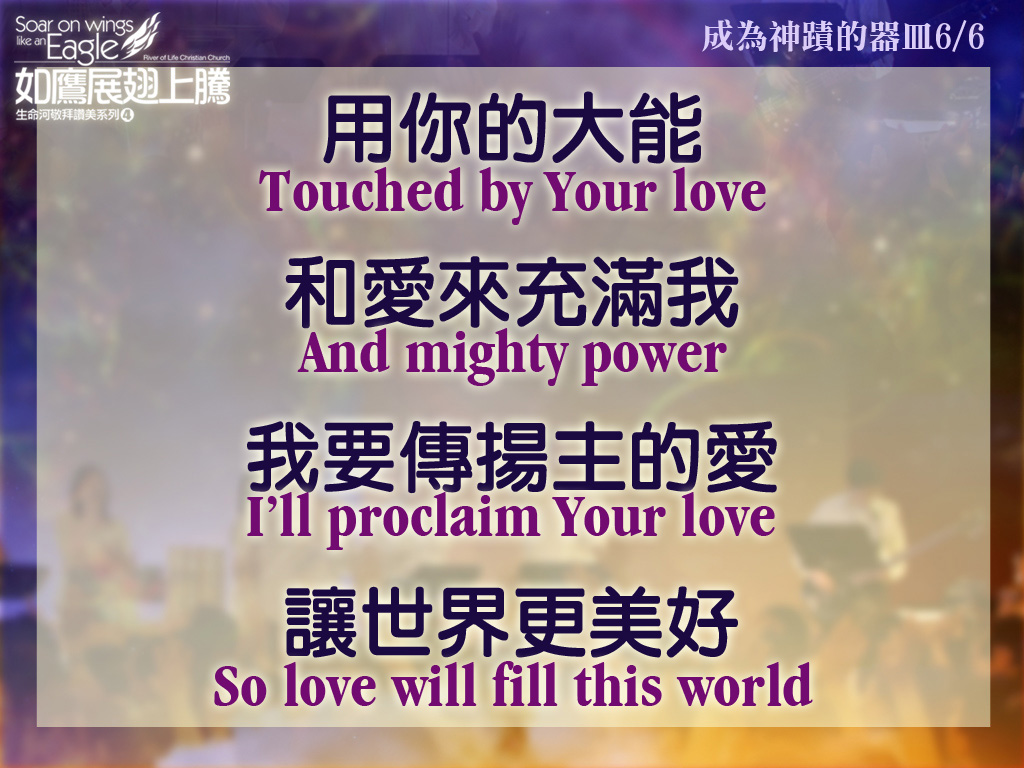 Soar on wings
like an Eagle
River of Life Christian Church
如鷹展翅上騰
生命河敬拜讚美系列4
成為神蹟的器皿6/6
用你的大能
Touched by Your love
和愛來充滿我
And mighty power
我要傳揚主的愛
I'll proclaim Your love
讓世界更美好
So love will fill this world